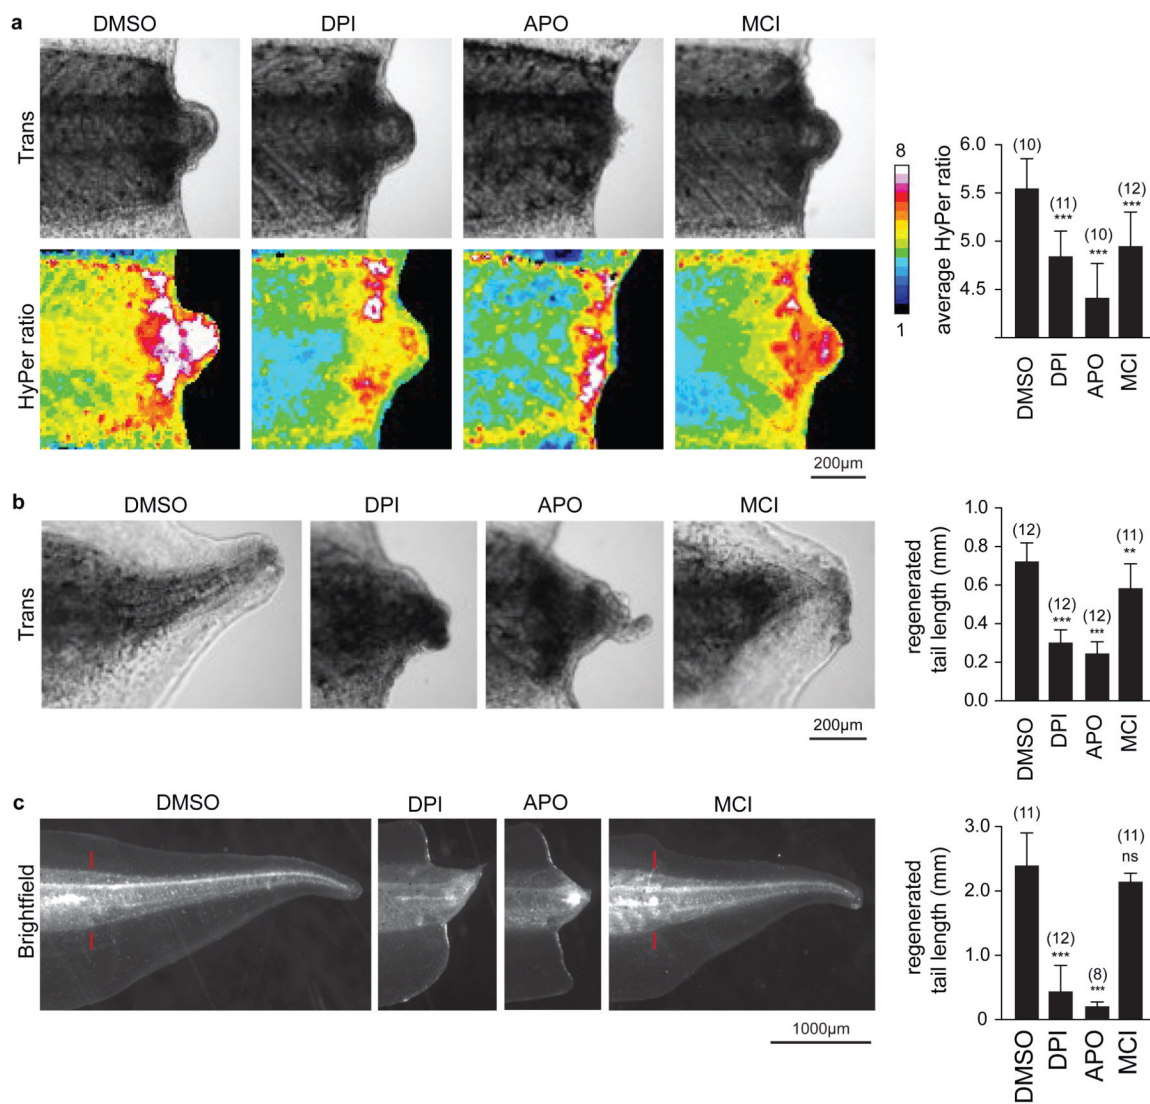 a
DMSO
DPI
APO
MCI
Trans
HyPer ratio
8
1
200µm
average HyPer ratio
6.0
5.5
5.0
4.5
(10)
(11)
***
(10)
***
(12)
***
DMSO
DPI
APO
MCI
b
DMSO
DPI
APO
MCI
Trans
200µm
regenerated
tail length (mm)
1.0
0.8
0.6
0.4
0.2
0.0
(12)
(12)
***
(12)
***
(11)
**
DMSO
DPI
APO
MCI
c
DMSO
DPI
APO
MCI
Brightfield
1000µm
regenerated
tail length (mm)
3.0
2.0
1.0
0
(11)
(12)
***
(8)
***
(11)
ns
DMSO
DPI
APO
MCI